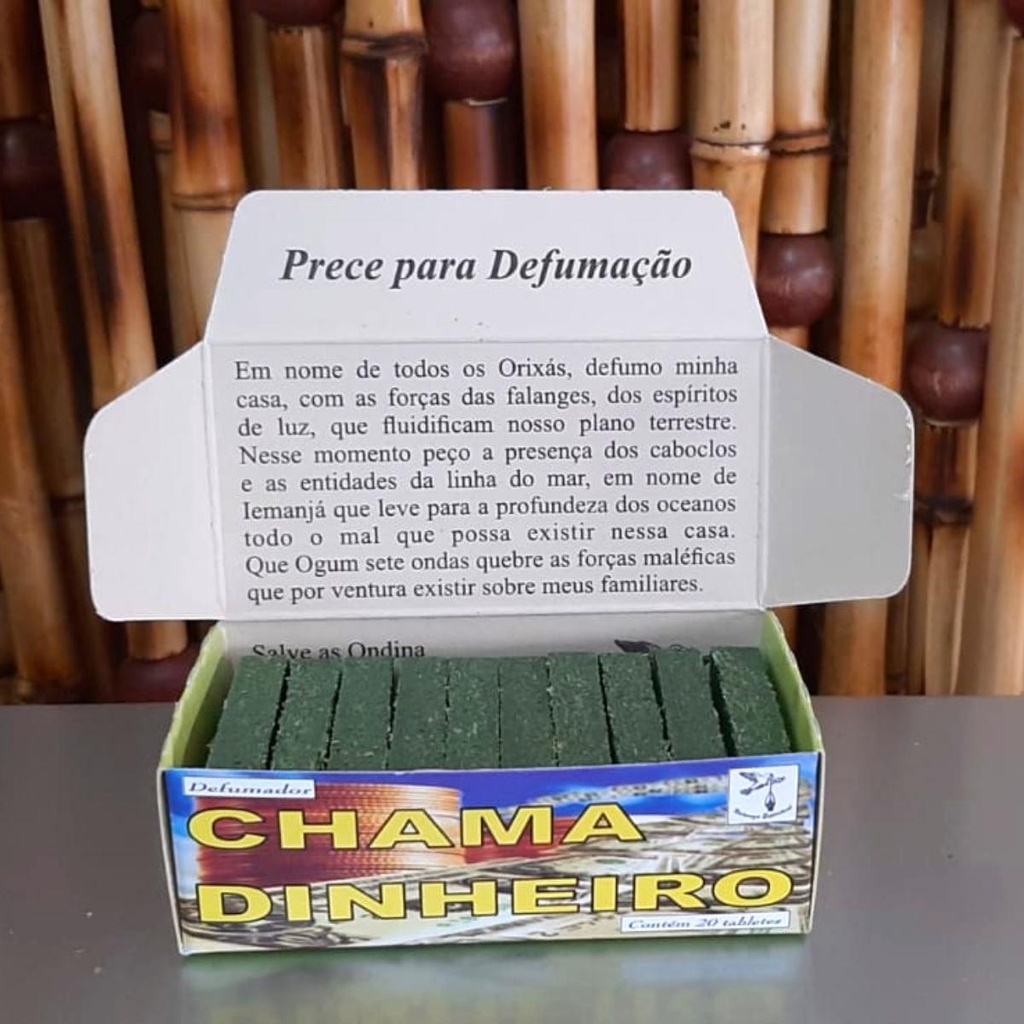 Prece para Defumação
Em nome de todos os Orixás, defumo minha
casa, com as forças das falanges, dos espíritos
de luz, que fluidificam nosso plano terrestre.
Nesse momento peço a presença dos caboclos
e as entidades da linha do mar, em nome de
Iemanjá que leve para a profundeza dos oceanos
todo o mal que possa existir nessa casa.
Que Ogum sete ondas quebre as forças maléficas
que por ventura existir sobre meus familiares.
Salve as Ondina
Defumador
CHAMA
DINHEIRO
Contém 20 tabletes